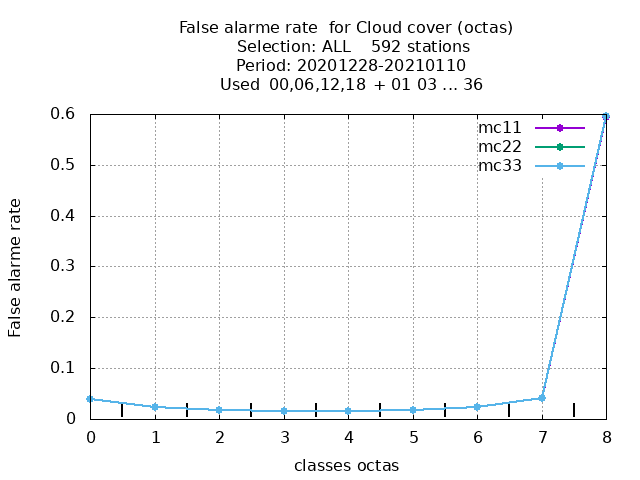 False alarme rate  for Cloud cover (octas)
Selection: ALL    592 stations
Period: 20201228-20210110
Used  00,06,12,18  + 01 03 ... 36
mc11
mc22
mc33
False alarme rate
0.6
0.5
0.4
0.3
0.2
0.1
0
0 1 2 3 4 5 6 7 8
classes octas